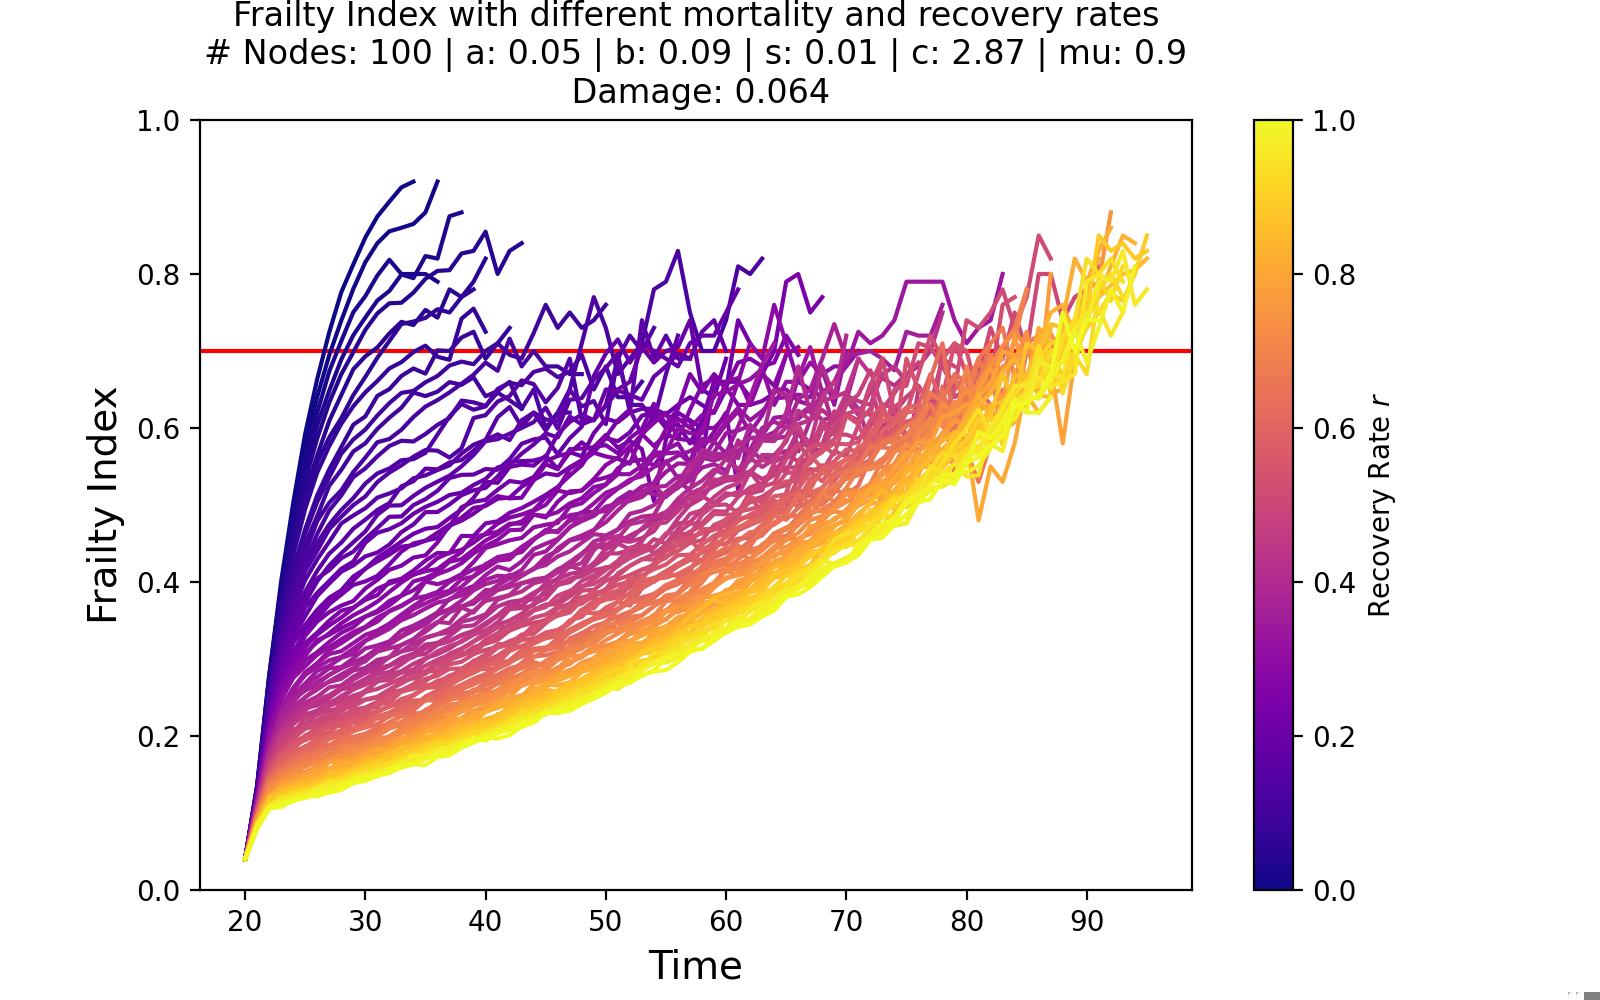 Frailty Index with different mortality and recovery rates
# Nodes: 100 | a: 0.05 | b: 0.09 | s: 0.01 | c: 2.87 | mu: 0.9
Damage: 0.064
1.0
0.8
0.6
0.4
0.2
0.0
Frailty Index
20 30 40 50 60 70 80 90
Time
1.0
0.8
0.6
0.4
0.2
0.0
Recovery Rate r